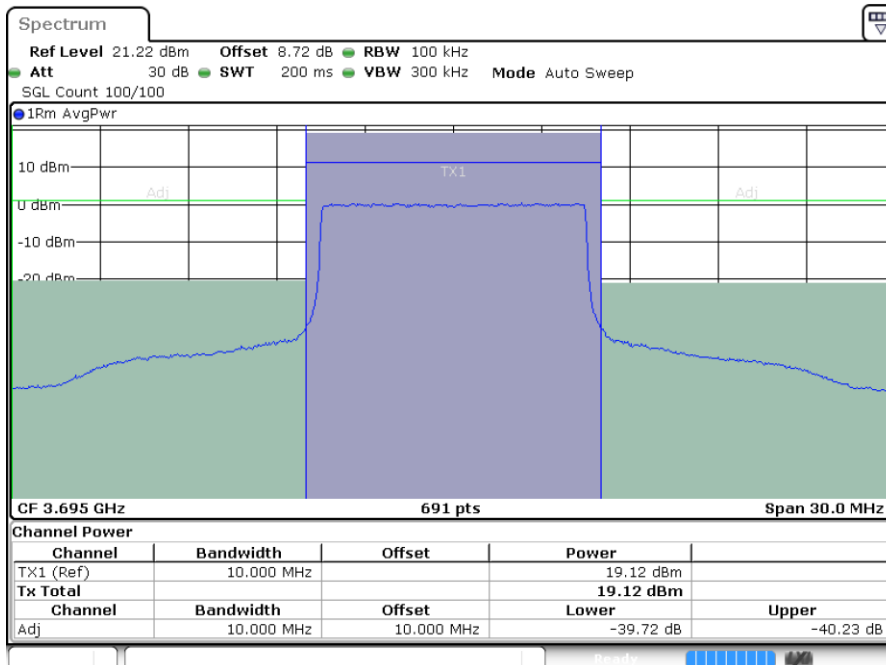 Spectrum
Ref Level 21.22 dBm Offset 8.72 dB RBW 100 kHz
Att 30 dB SWT 200 ms VBW 300 kHz Mode Auto Sweep
SGL Count 100/100
1Rm AvgPwr
10 dBm
TX1
Adj Adj
0 dBm
-10 dBm
-20 dBm
CF 3.695 GHz 691 pts Span 30.0 MHz
Channel Power
Channel Bandwidth Offset Power
TX1 (Ref) 10.000 MHz 19.12 dBm
Tx Total 19.12 dBm
Channel Bandwidth Offset Lower Upper
Adj 10.000 MHz 10.000 MHz -39.72 dB -40.23 dB
Ready